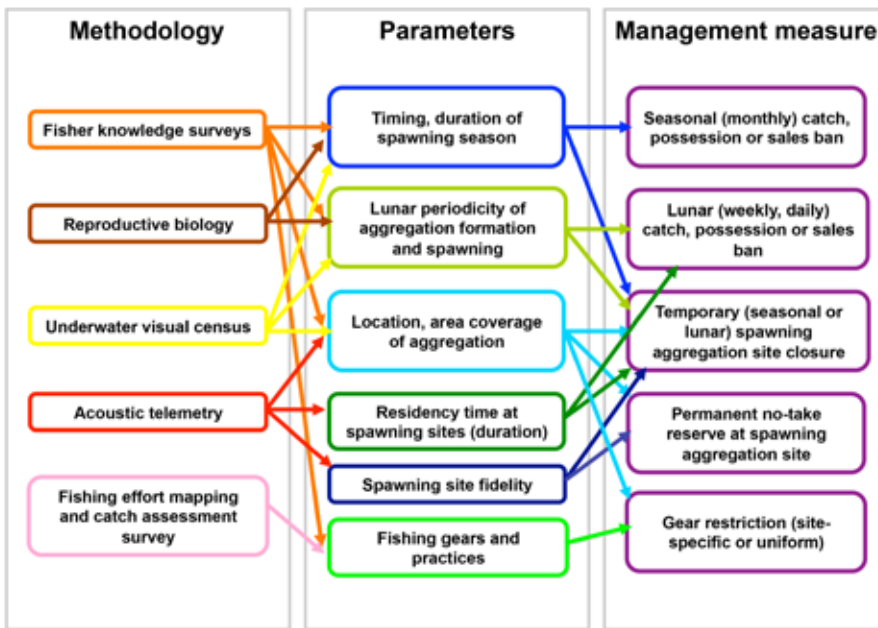 Methodology
Fisher knowledge surveys
Reproductive biology
Underwater visual census
Acoustic telemetry
Fishing effort mapping
and catch assessment
survey
Parameters
Timing, duration of
spawning season
Lunar periodicity of
aggregation formation
and spawning
Location, area coverage
of aggregation
Residency time at
spawning sites (duration)
Spawning site fidelity
Fishing gears and
practices
Management measure
Seasonal (monthly) catch,
possession or sales ban
Lunar (weekly, daily)
catch, possession or sales
ban
Temporary (seasonal or
lunar) spawning
aggregation site closure
Permanent no-take
reserve at spawning
aggregation site
Gear restriction (site-
specific or uniform)